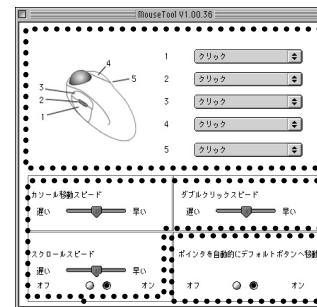 MouseTool V1.00.36
4
5
3
2
1
1 クリック
2 クリック
3 クリック
4 クリック
5 クリック
カソール移動スピード
遅い 早い
ダブルクリックスピード
遅い 早い
スクロールスピード
遅い 早い
オフ オン
ポインタを自動的にデフォルトボタンへ移動
オフ オン